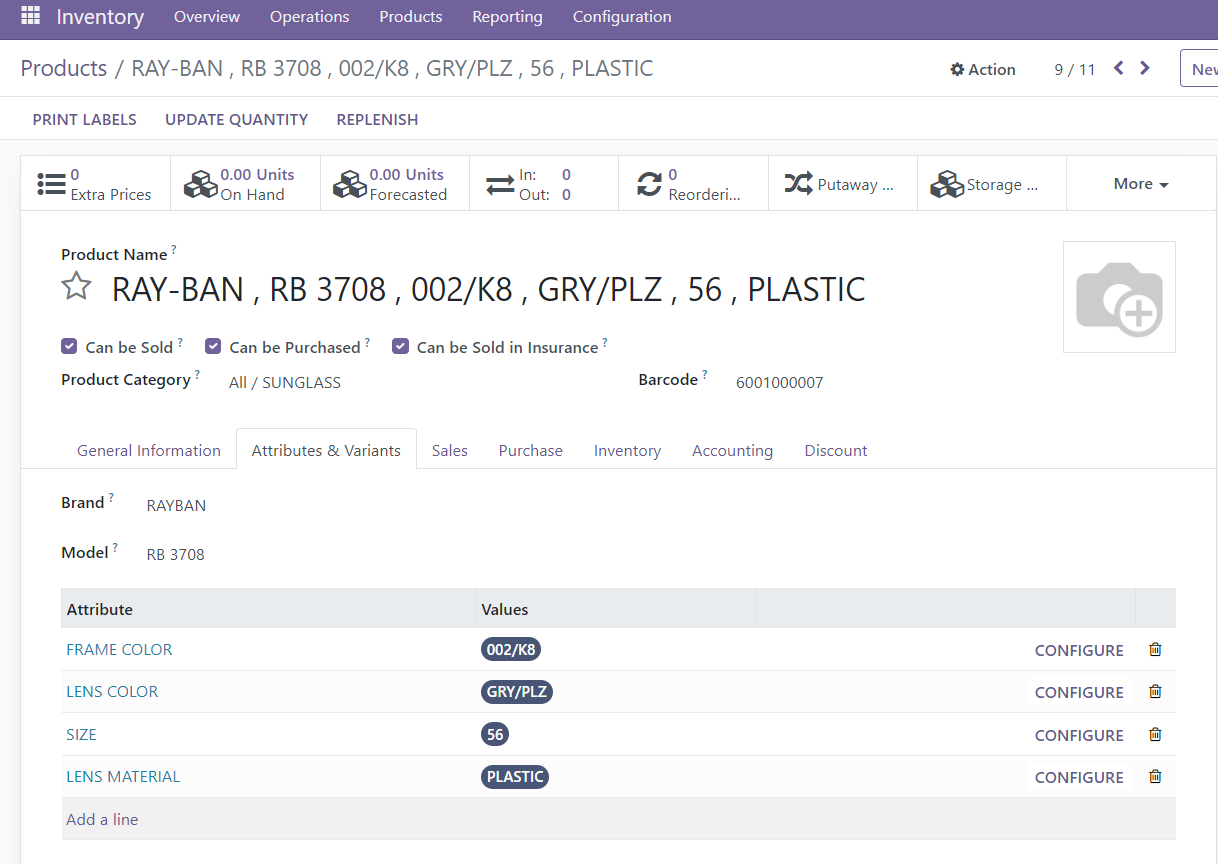 Inventory Overview Operations Products Reporting Configuration
Products / RAY-BAN , RB 3708 , 002/K8 , GRY/PLZ , 56 , PLASTIC Action 9 / 11 New
PRINT LABELS UPDATE QUANTITY REPLENISH
0 Extra Prices
0.00 Units On Hand
0.00 Units Forecasted
In: 0
Out: 0
0 Reorderi...
Putaway ...
Storage ...
More
Product Name ?
RAY-BAN , RB 3708 , 002/K8 , GRY/PLZ , 56 , PLASTIC
Can be Sold ? Can be Purchased ? Can be Sold in Insurance ?
Product Category ? All / SUNGLASS Barcode ? 6001000007
General Information Attributes & Variants Sales Purchase Inventory Accounting Discount
Brand ? RAYBAN
Model ? RB 3708
Attribute Values
FRAME COLOR 002/K8 CONFIGURE
LENS COLOR GRY/PLZ CONFIGURE
SIZE 56 CONFIGURE
LENS MATERIAL PLASTIC CONFIGURE
Add a line